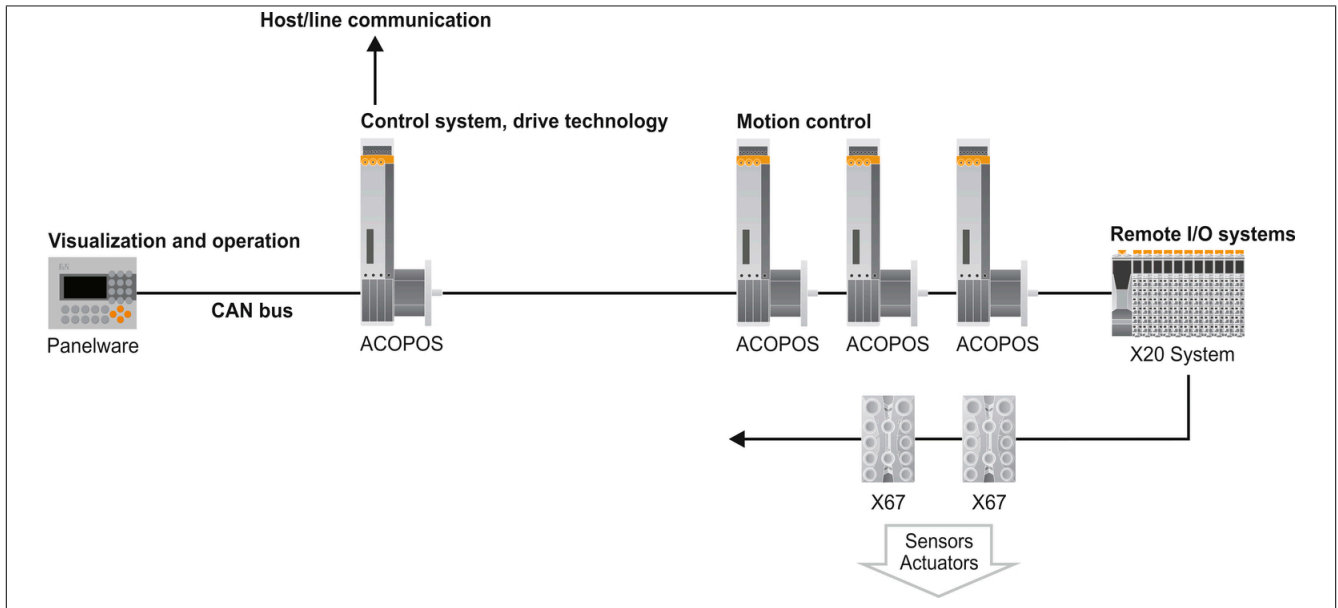 Host/line communication
Control system, drive technology
Motion control
Visualization and operation
Remote I/O systems
CAN bus
Panelware
ACOPOS
ACOPOS
ACOPOS
ACOPOS
X20 System
X67
X67
Sensors
Actuators